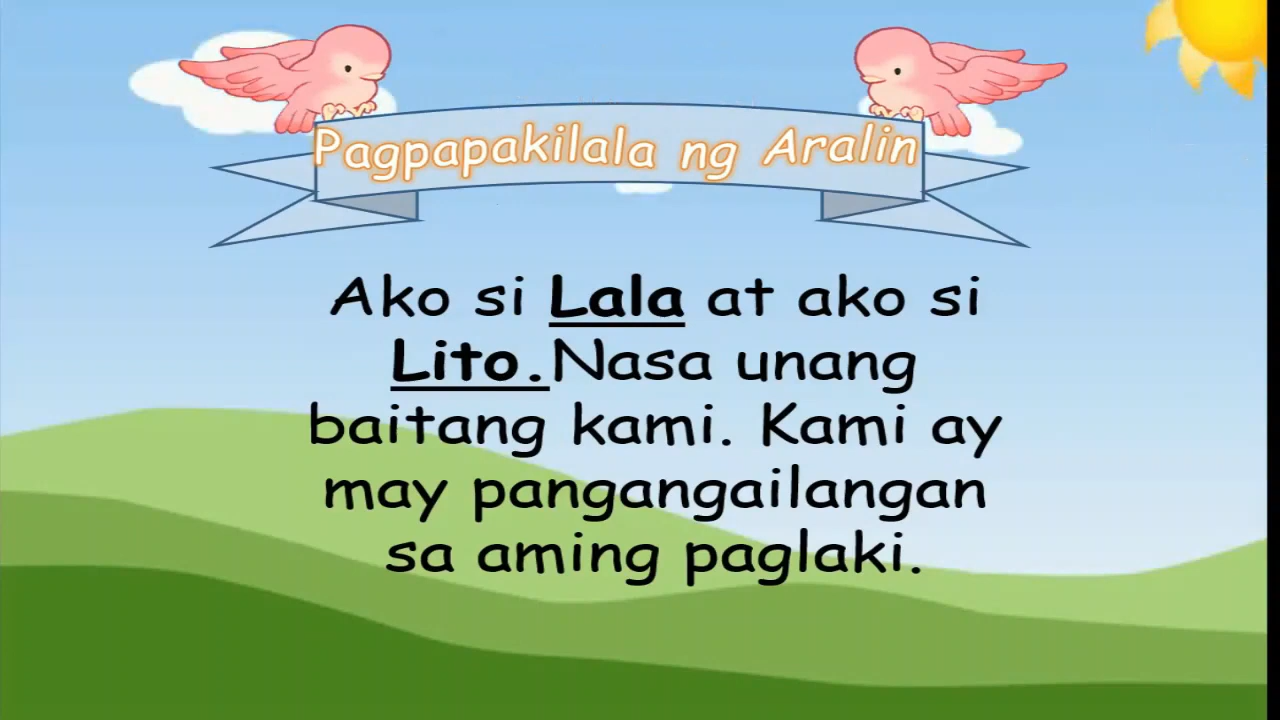 Pagpapakilala ng Aralin
Ako si Lala at ako si
Lito.Nasa unang
baitang kami. Kami ay
may pangangailangan
sa aming paglaki.